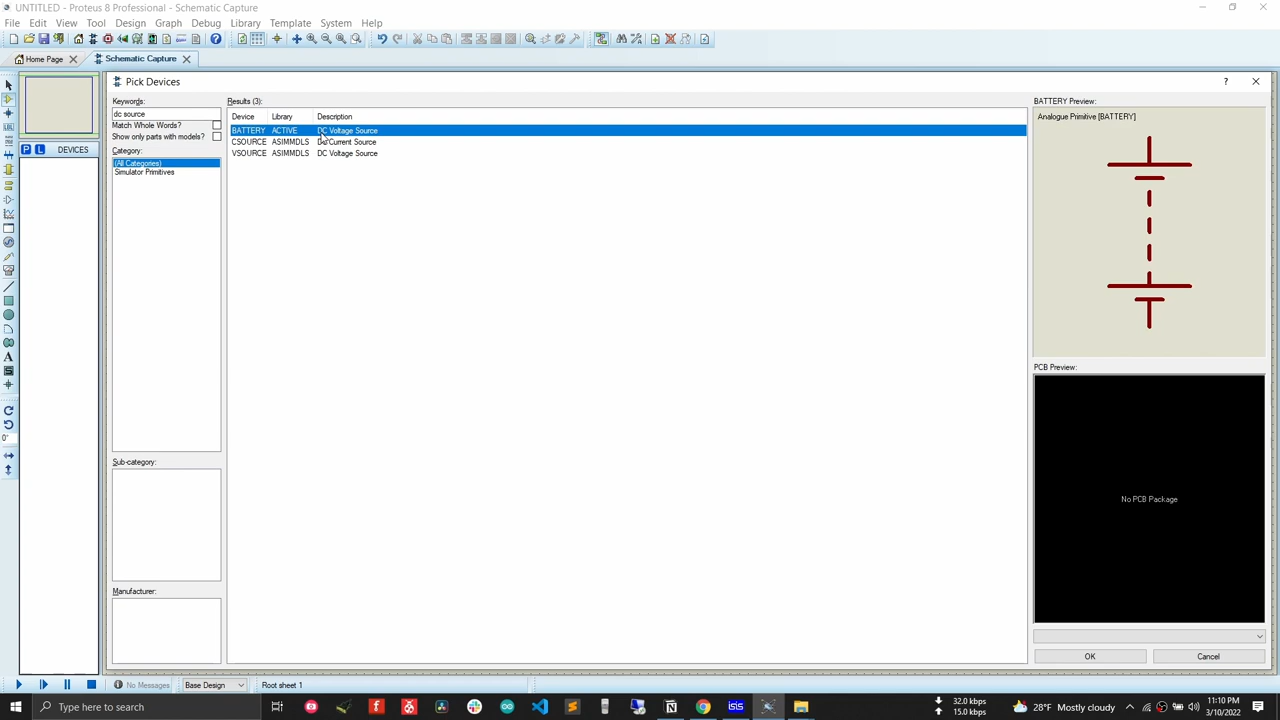 UNTITLED - Proteus 8 Professional - Schematic Capture
File Edit View Tool Design Graph Debug Library Template System Help
Home Page
Schematic Capture
Pick Devices
Keywords:
dc source
Match Whole Words?
Show only parts with models?
Category:
(All Categories)
Simulator Primitives
Sub-category:
Manufacturer:
P L DEVICES
0°
Results (3):
Device Library Description
BATTERY ACTIVE DC Voltage Source
CSOURCE ASIMMDLS DC Current Source
VSOURCE ASIMMDLS DC Voltage Source
BATTERY Preview:
Analogue Primitive [BATTERY]
PCB Preview:
No PCB Package
OK Cancel
No Messages
Base Design
Root sheet 1
Type here to search
32.0 kbps
15.0 kbps
28°F Mostly cloudy
11:10 PM
3/10/2022